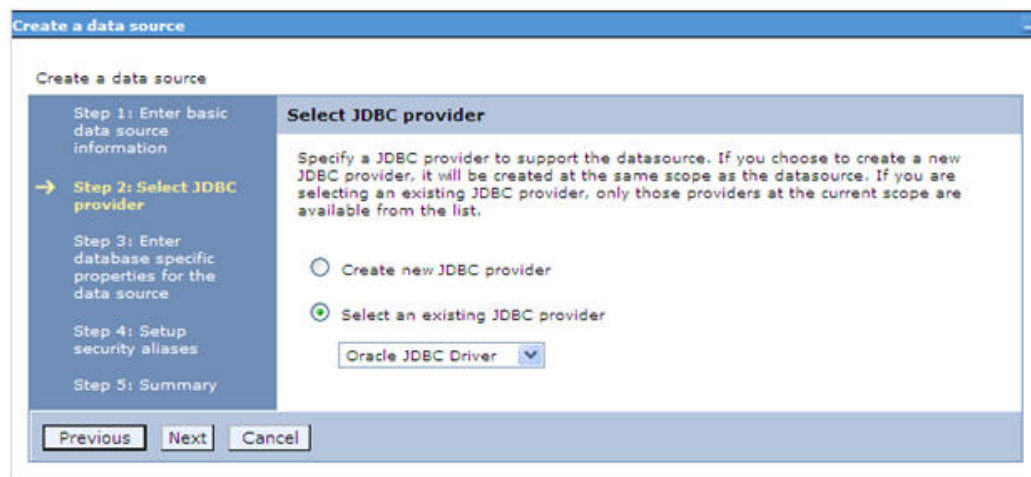 Create a data source
Create a data source
Step 1: Enter basic
data source
information
Step 2: Select JDBC
provider
Step 3: Enter
database specific
properties for the
data source
Step 4: Setup
security aliases
Step 5: Summary
Select JDBC provider
Specify a JDBC provider to support the datasource. If you choose to create a new
JDBC provider, it will be created at the same scope as the datasource. If you are
selecting an existing JDBC provider, only those providers at the current scope are
available from the list.
Create new JDBC provider
Select an existing JDBC provider
Oracle JDBC Driver
Previous Next Cancel